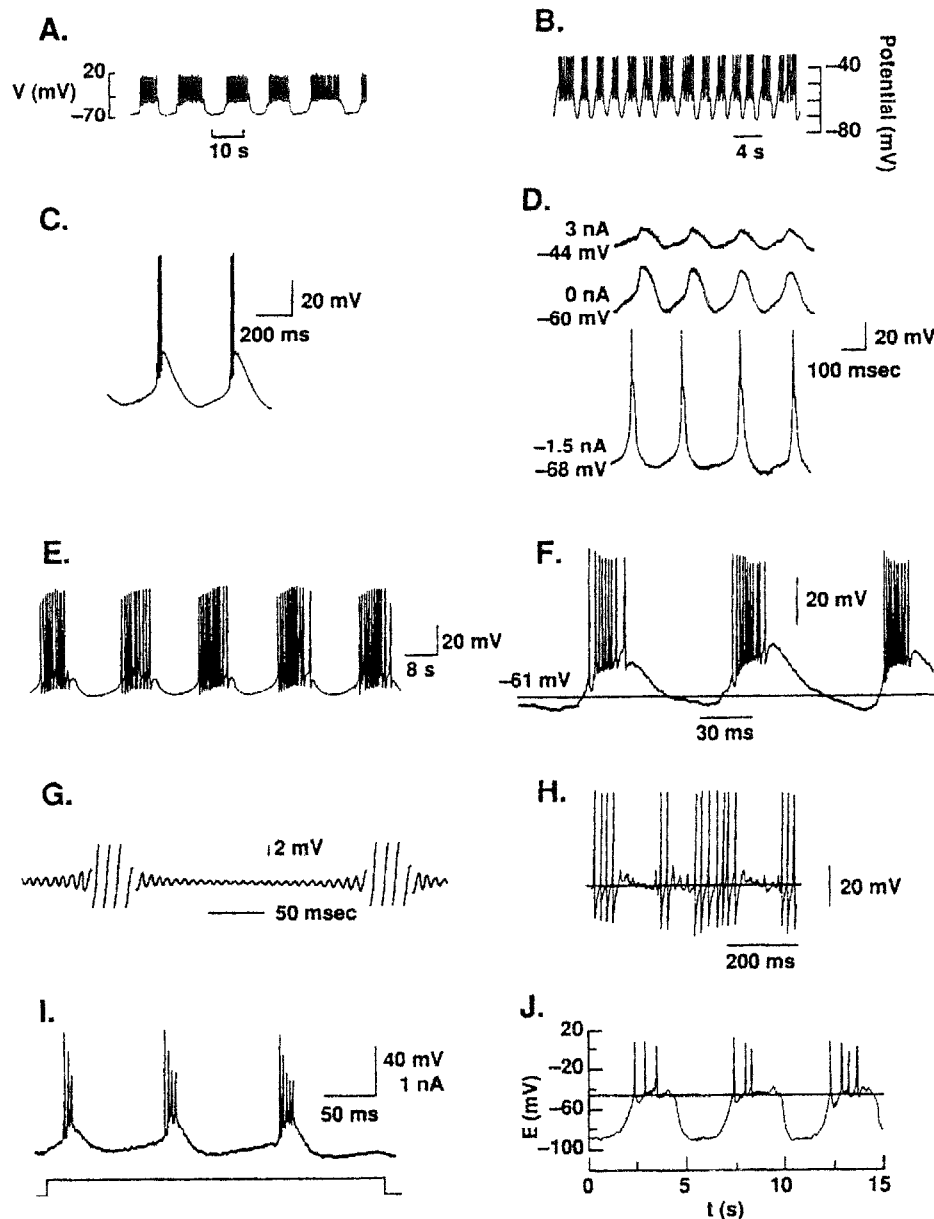 A.
20
V (mV)
−70
10 s
B.
−40
−80
Potential (mV)
4 s
C.
20 mV
200 ms
D.
3 nA
−44 mV
0 nA
−60 mV
20 mV
100 msec
−1.5 nA
−68 mV
E.
20 mV
8 s
F.
20 mV
−61 mV
30 ms
G.
2 mV
50 msec
H.
20 mV
200 ms
I.
40 mV
1 nA
50 ms
J.
20
−20
−60
−100
E (mV)
0 5 10 15
t (s)